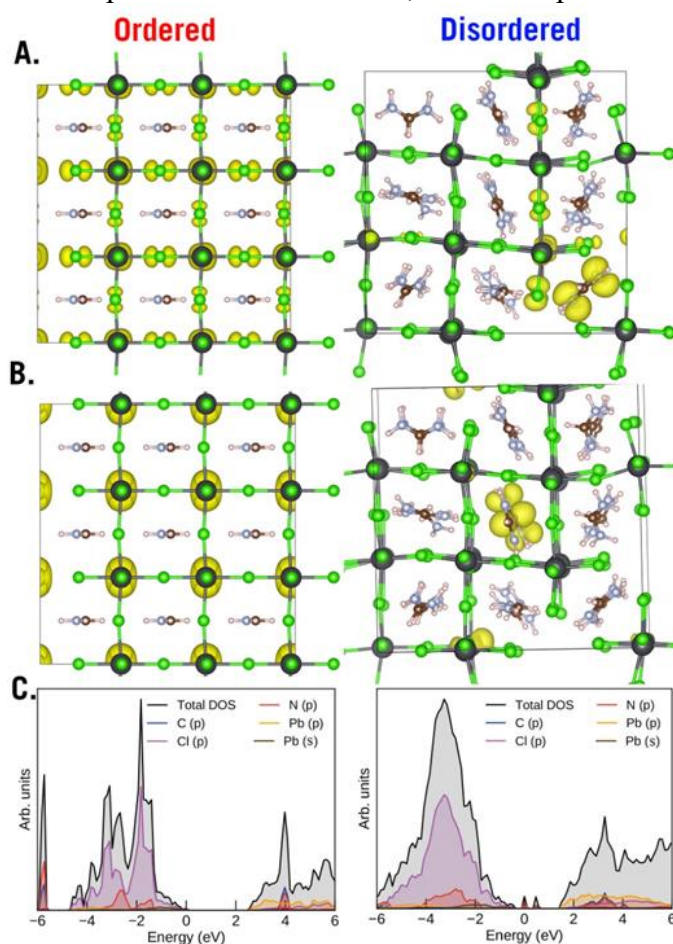 Ordered Disordered
A.
B.
C.
Total DOS N (p) Total DOS N (p)
C (p) Pb (p) C (p) Pb (p)
Cl (p) Pb (s) Cl (p) Pb (s)
Arb. units Arb. units
−6 −4 −2 0 2 4 6 −6 −4 −2 0 2 4 6
Energy (eV) Energy (eV)